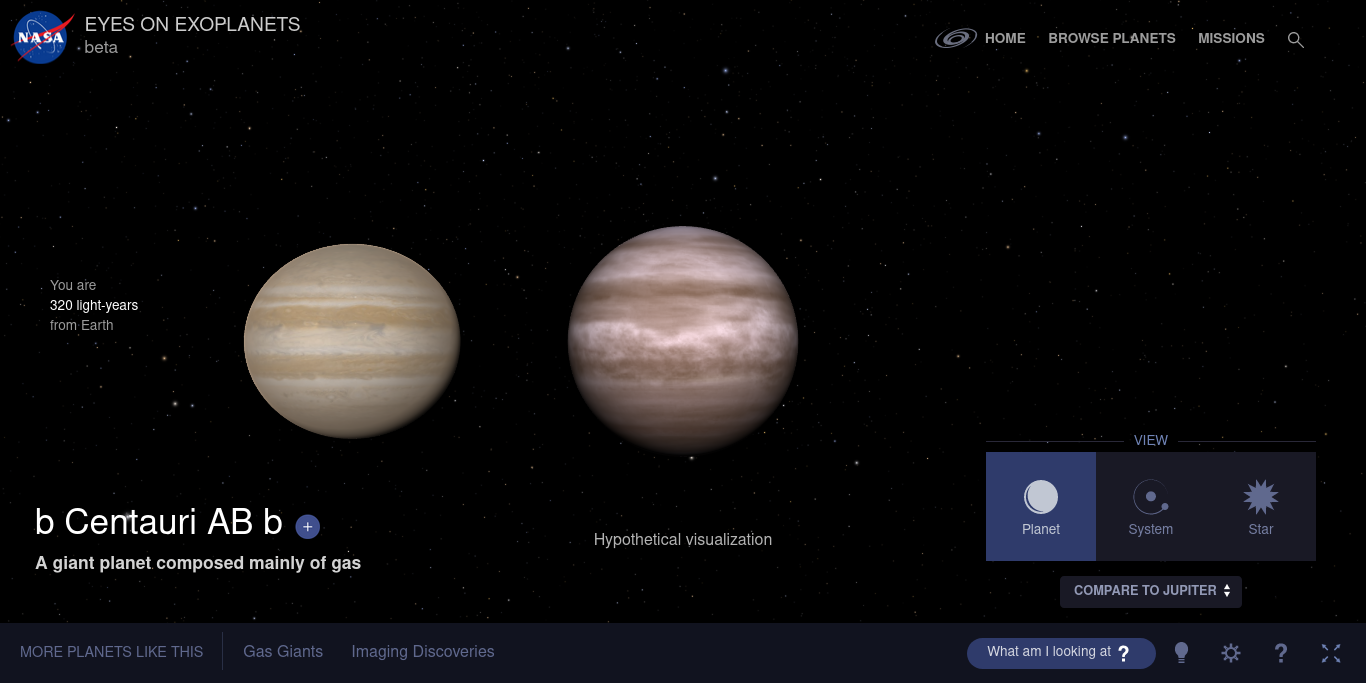 NASA
EYES ON EXOPLANETS
beta
HOME
BROWSE PLANETS
MISSIONS
You are
320 light-years
from Earth
b Centauri AB b +
A giant planet composed mainly of gas
Hypothetical visualization
VIEW
Planet
System
Star
COMPARE TO JUPITER
MORE PLANETS LIKE THIS
Gas Giants
Imaging Discoveries
What am I looking at ?
?